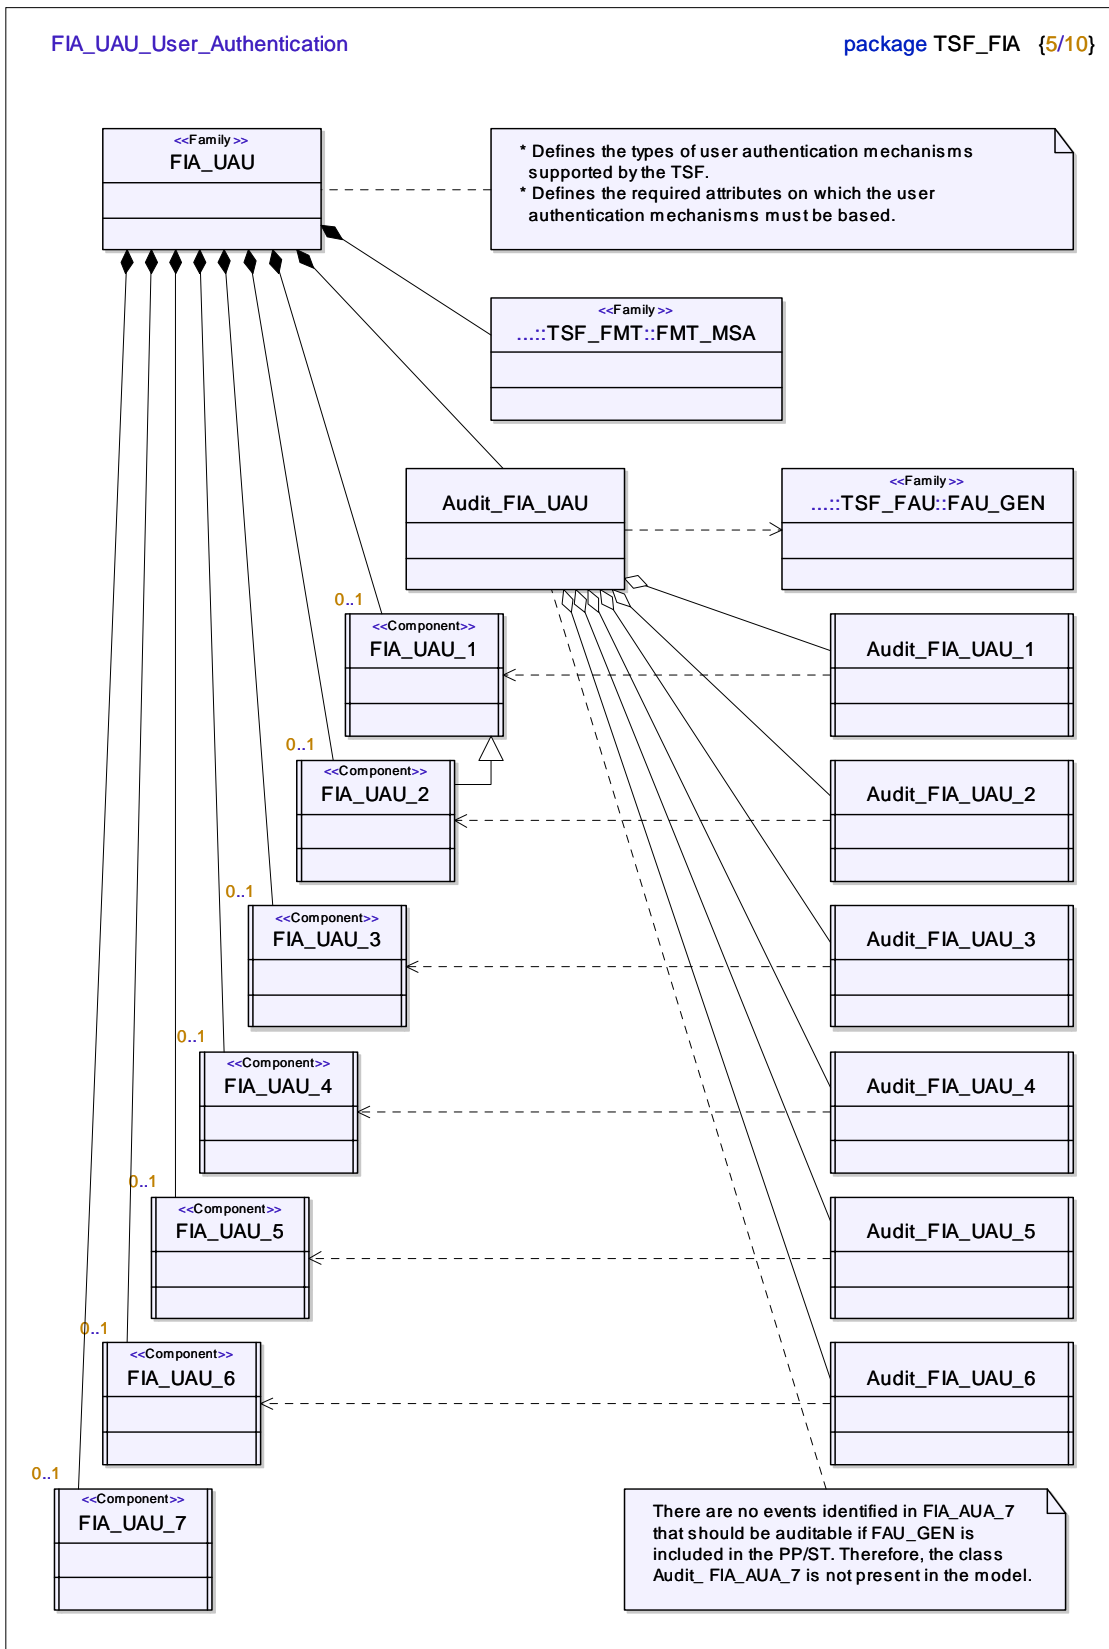 FIA_UAU_User_Authentication
package TSF_FIA {5/10}
<<Family>>
FIA_UAU
* Defines the types of user authentication mechanisms
supported by the TSF.
* Defines the required attributes on which the user
authentication mechanisms must be based.
<<Family>>
...::TSF_FMT::FMT_MSA
Audit_FIA_UAU
<<Family>>
...::TSF_FAU::FAU_GEN
0..1
<<Component>>
FIA_UAU_1
Audit_FIA_UAU_1
0..1
<<Component>>
FIA_UAU_2
Audit_FIA_UAU_2
0..1
<<Component>>
FIA_UAU_3
Audit_FIA_UAU_3
0..1
<<Component>>
FIA_UAU_4
Audit_FIA_UAU_4
0..1
<<Component>>
FIA_UAU_5
Audit_FIA_UAU_5
0..1
<<Component>>
FIA_UAU_6
Audit_FIA_UAU_6
0..1
<<Component>>
FIA_UAU_7
There are no events identified in FIA_AUA_7
that should be auditable if FAU_GEN is
included in the PP/ST. Therefore, the class
Audit_ FIA_AUA_7 is not present in the model.